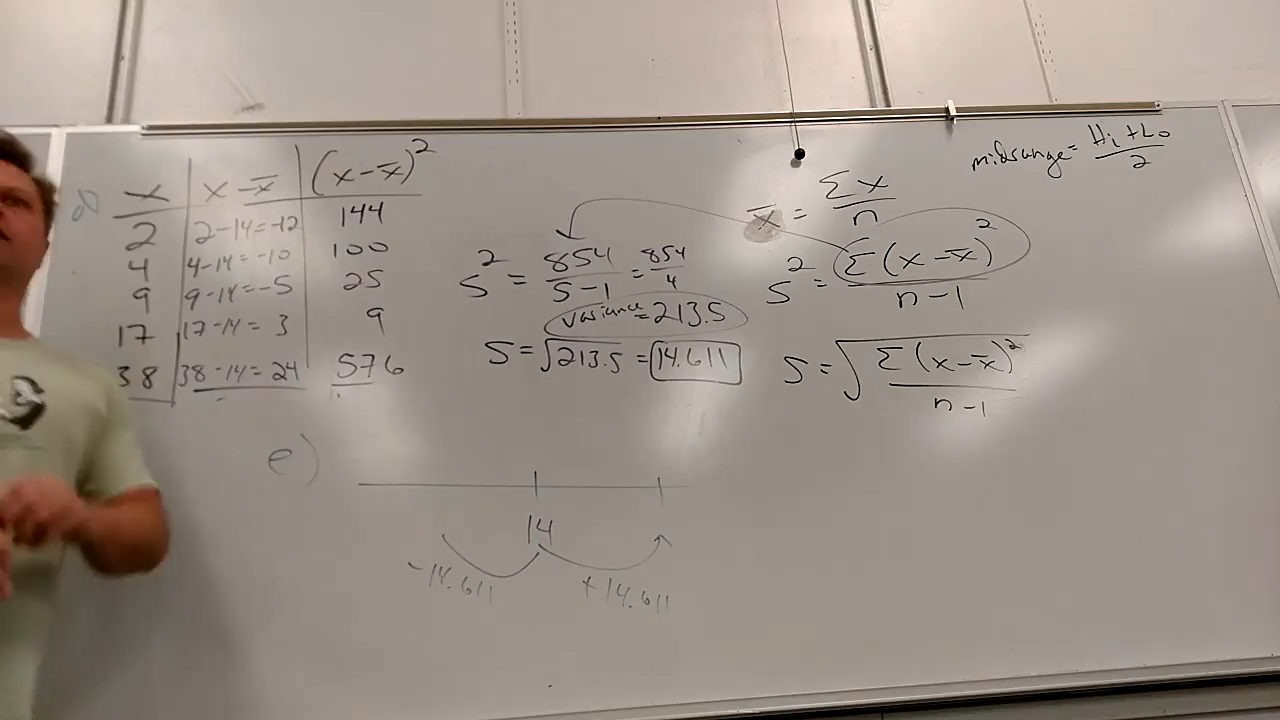 d)
x | x - x̄ | (x - x̄)²
2 | 2-14=-12 | 144
4 | 4-14=-10 | 100
9 | 9-14=-5 | 25
17 | 17-14=3 | 9
38 | 38-14=24 | 576
s² = 854/5-1 = 854/4
variance=213.5
s = √213.5 = 14.611
midrange = Hi+Lo/2
x̄ = Σx/n
s² = Σ(x-x̄)²/n-1
s = √Σ(x-x̄)²/n-1
e)
14
-14.611 +14.611